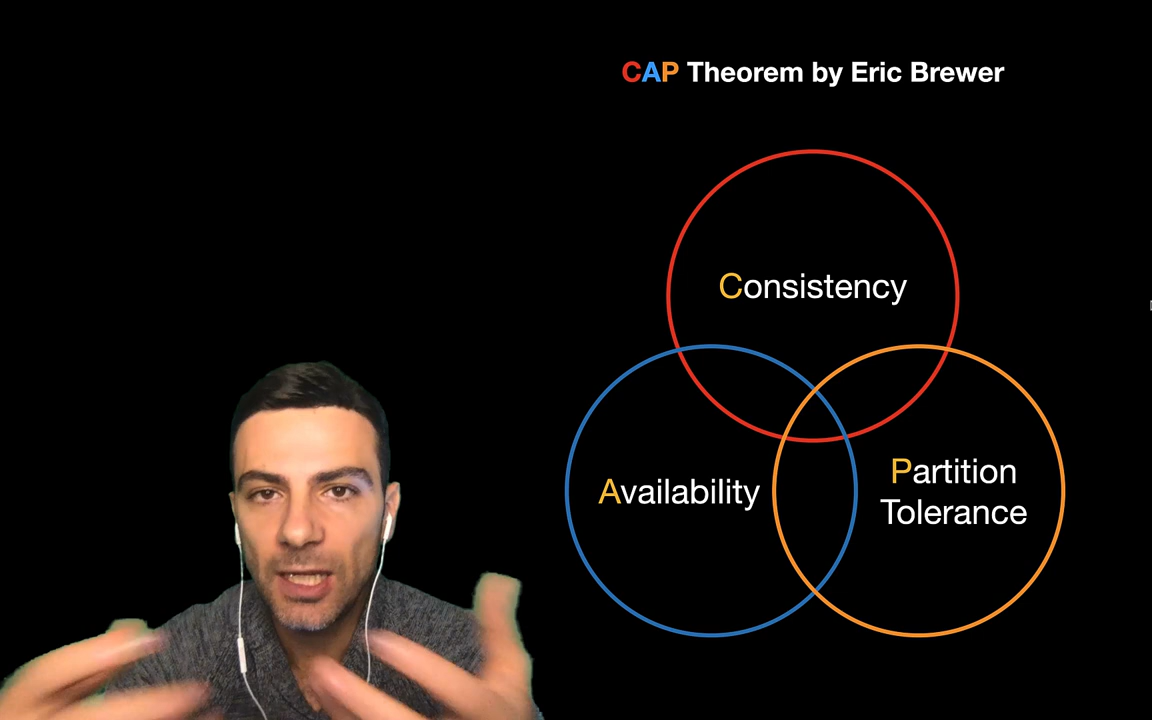 CAP Theorem by Eric Brewer
Consistency
Availability
Partition
Tolerance